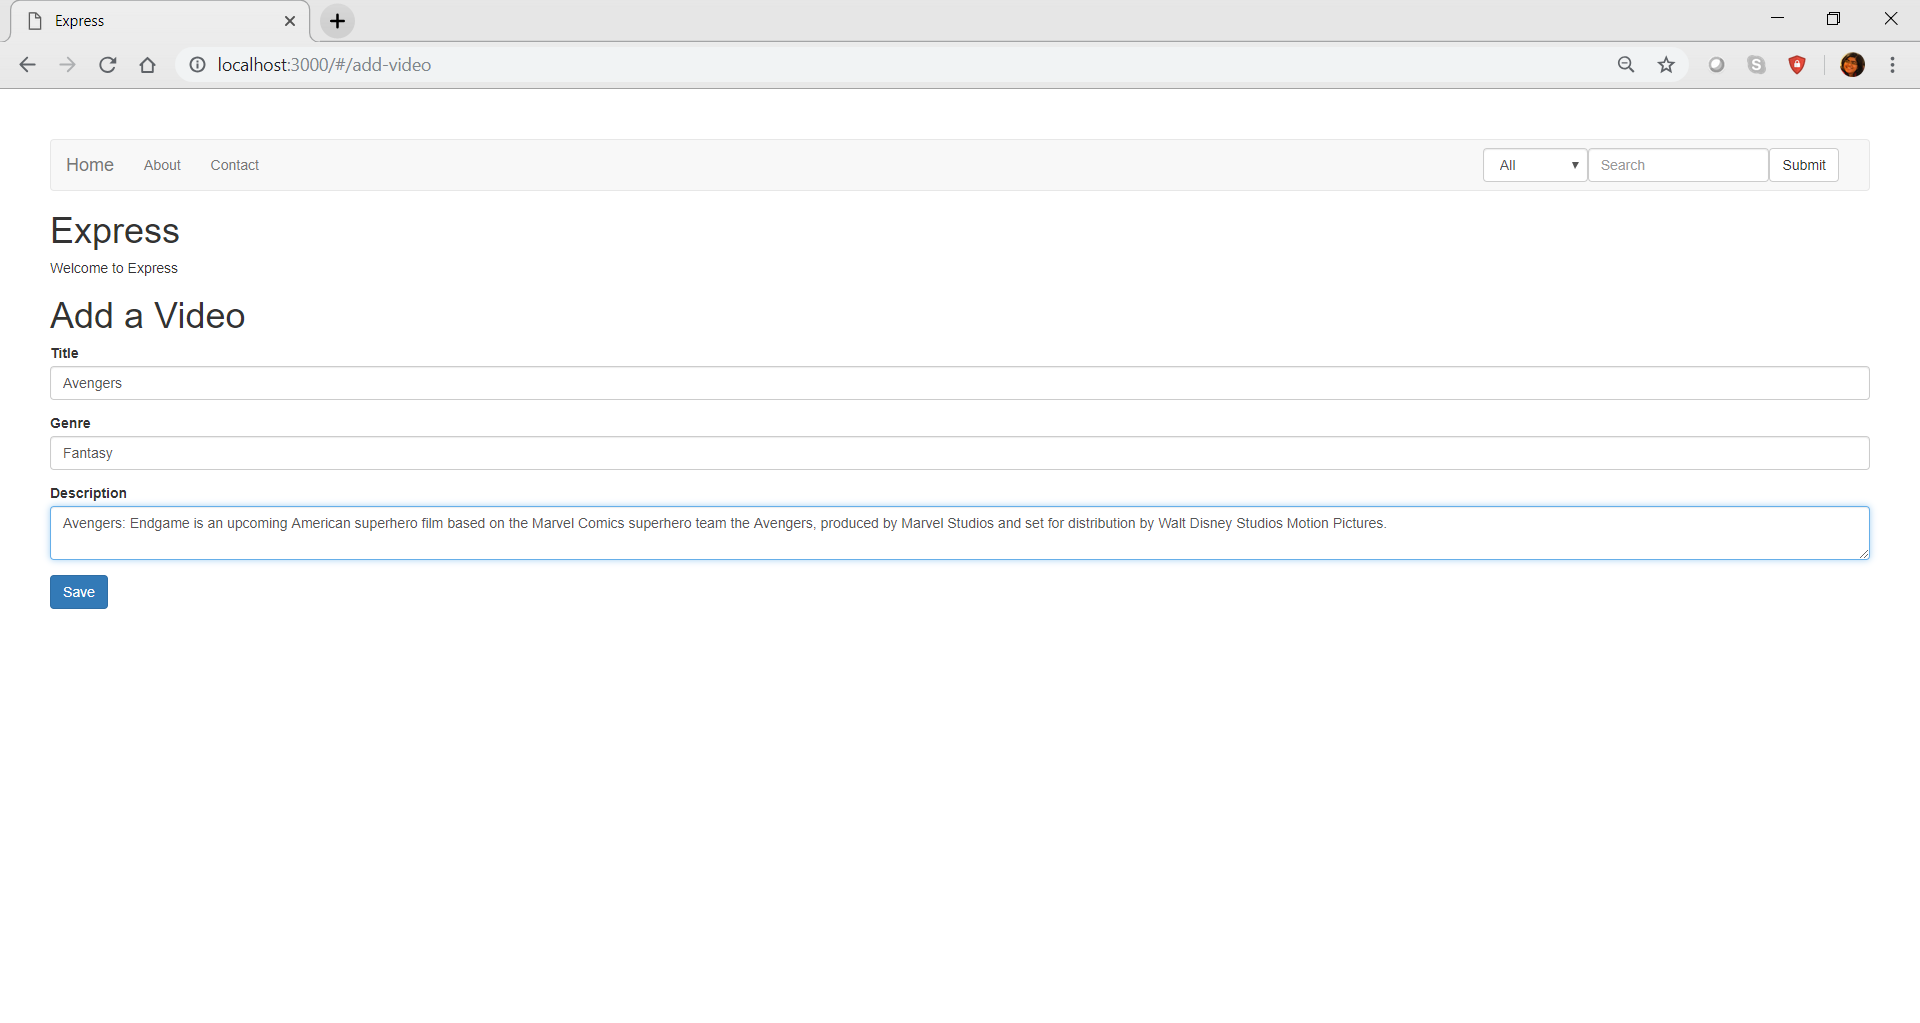 Express
localhost:3000/#/add-video
S
Home About Contact All Search Submit
Express
Welcome to Express
Add a Video
Title
Avengers
Genre
Fantasy
Description
Avengers: Endgame is an upcoming American superhero film based on the Marvel Comics superhero team the Avengers, produced by Marvel Studios and set for distribution by Walt Disney Studios Motion Pictures.
Save